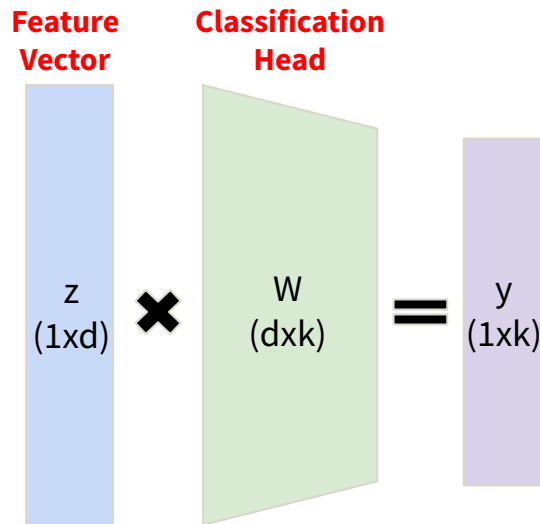 Feature
Vector
Classification
Head
z
(1xd)
W
(dxk)
y
(1xk)